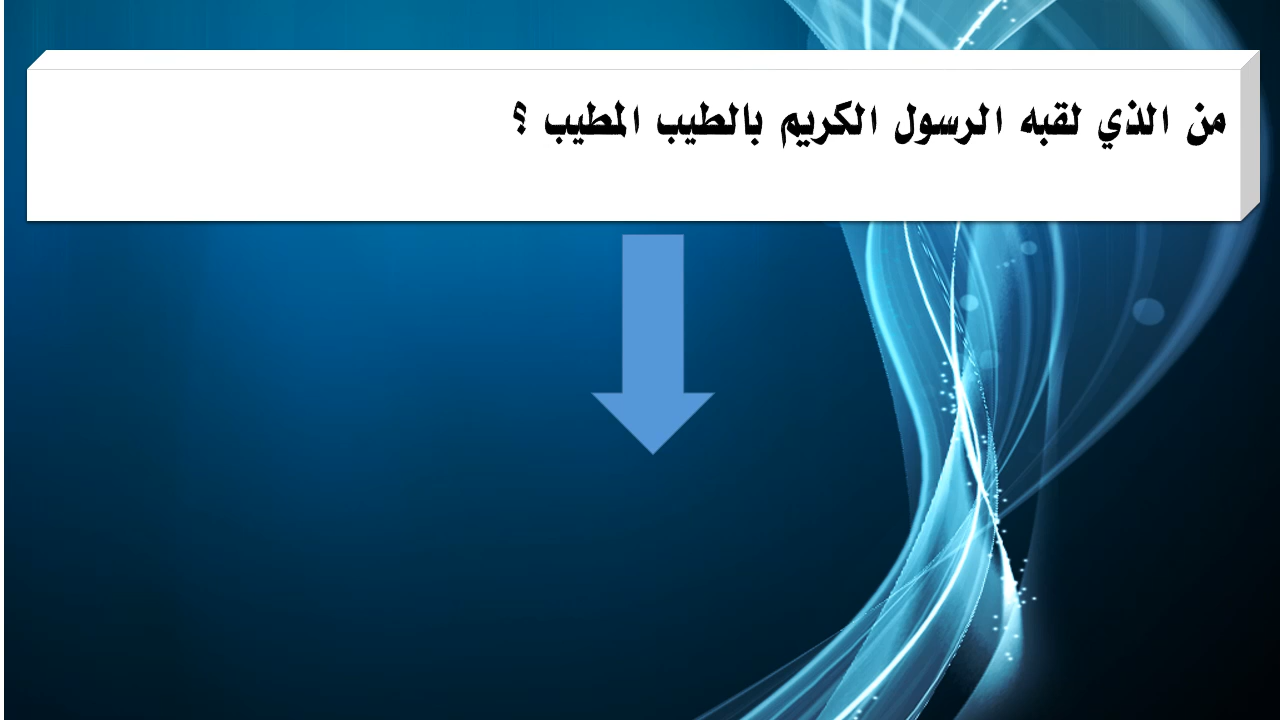 من الذي لقبه الرسول الكريم بالطيب المطيب ؟